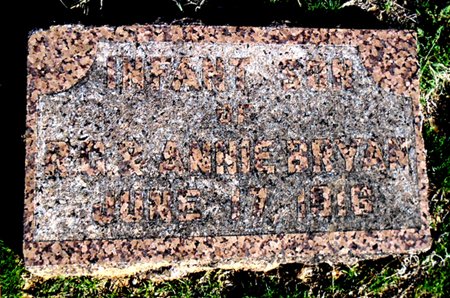 INFANT SON
OF
R.C. & ANNIE BRYAN
JUNE 17, 1916